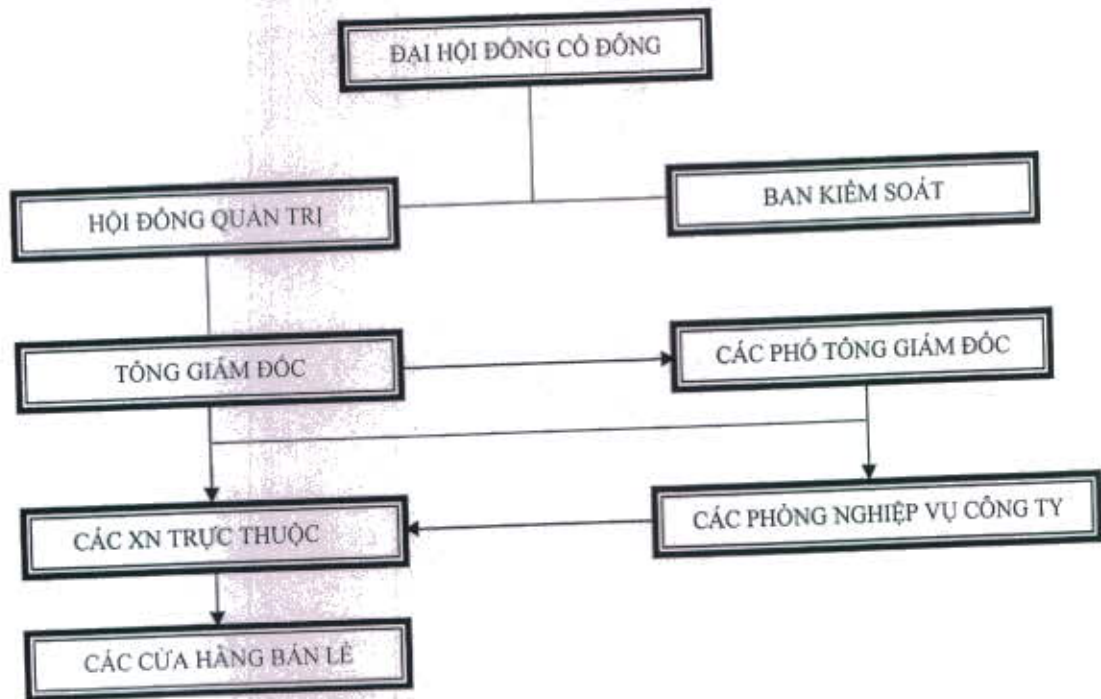 ĐẠI HỘI ĐỒNG CỔ ĐÔNG
HỘI ĐỒNG QUẢN TRỊ
BAN KIỂM SOÁT
TỔNG GIÁM ĐỐC
CÁC PHÓ TỔNG GIÁM ĐỐC
CÁC XN TRỰC THUỘC
CÁC PHÒNG NGHIỆP VỤ CÔNG TY
CÁC CỬA HÀNG BÁN LẺ